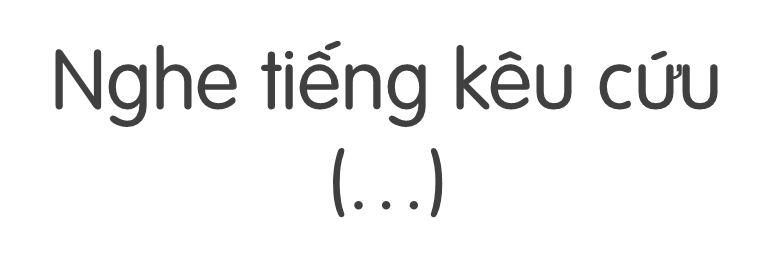 Nghe tiếng kêu cứu
(...)